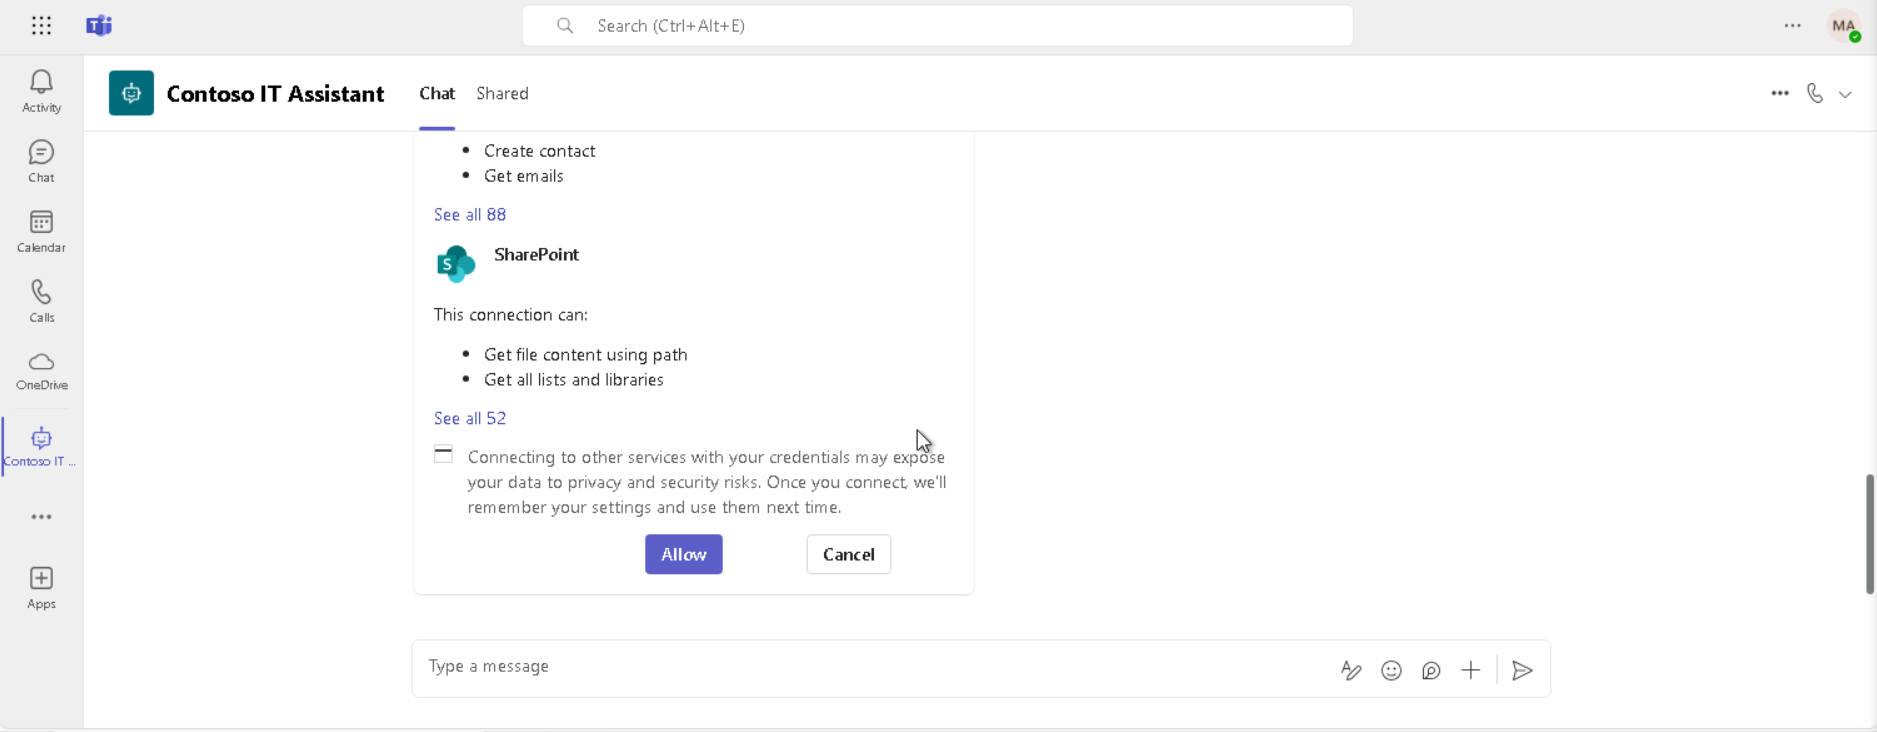 Search (Ctrl+Alt+E)
MA
Activity
Chat
Calendar
Calls
OneDrive
Contoso IT ...
Apps
Contoso IT Assistant
Chat
Shared
Create contact
Get emails
See all 88
S
SharePoint
This connection can:
Get file content using path
Get all lists and libraries
See all 52
Connecting to other services with your credentials may expose
your data to privacy and security risks. Once you connect, we'll
remember your settings and use them next time.
Allow
Cancel
Type a message